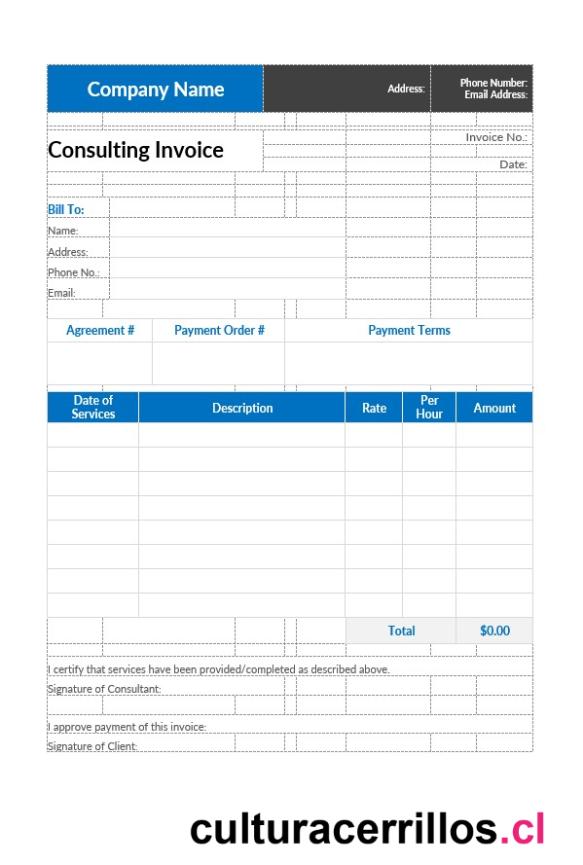 Company Name
Address:
Phone Number:
Email Address:
Consulting Invoice
Invoice No.:
Date:
Bill To:
Name:
Address:
Phone No.:
Email:
Agreement # Payment Order # Payment Terms
Date of Services Description Rate Per Hour Amount
Total $0.00
I certify that services have been provided/completed as described above.
Signature of Consultant:
I approve payment of this invoice:
Signature of Client:
culturacerrillos.cl